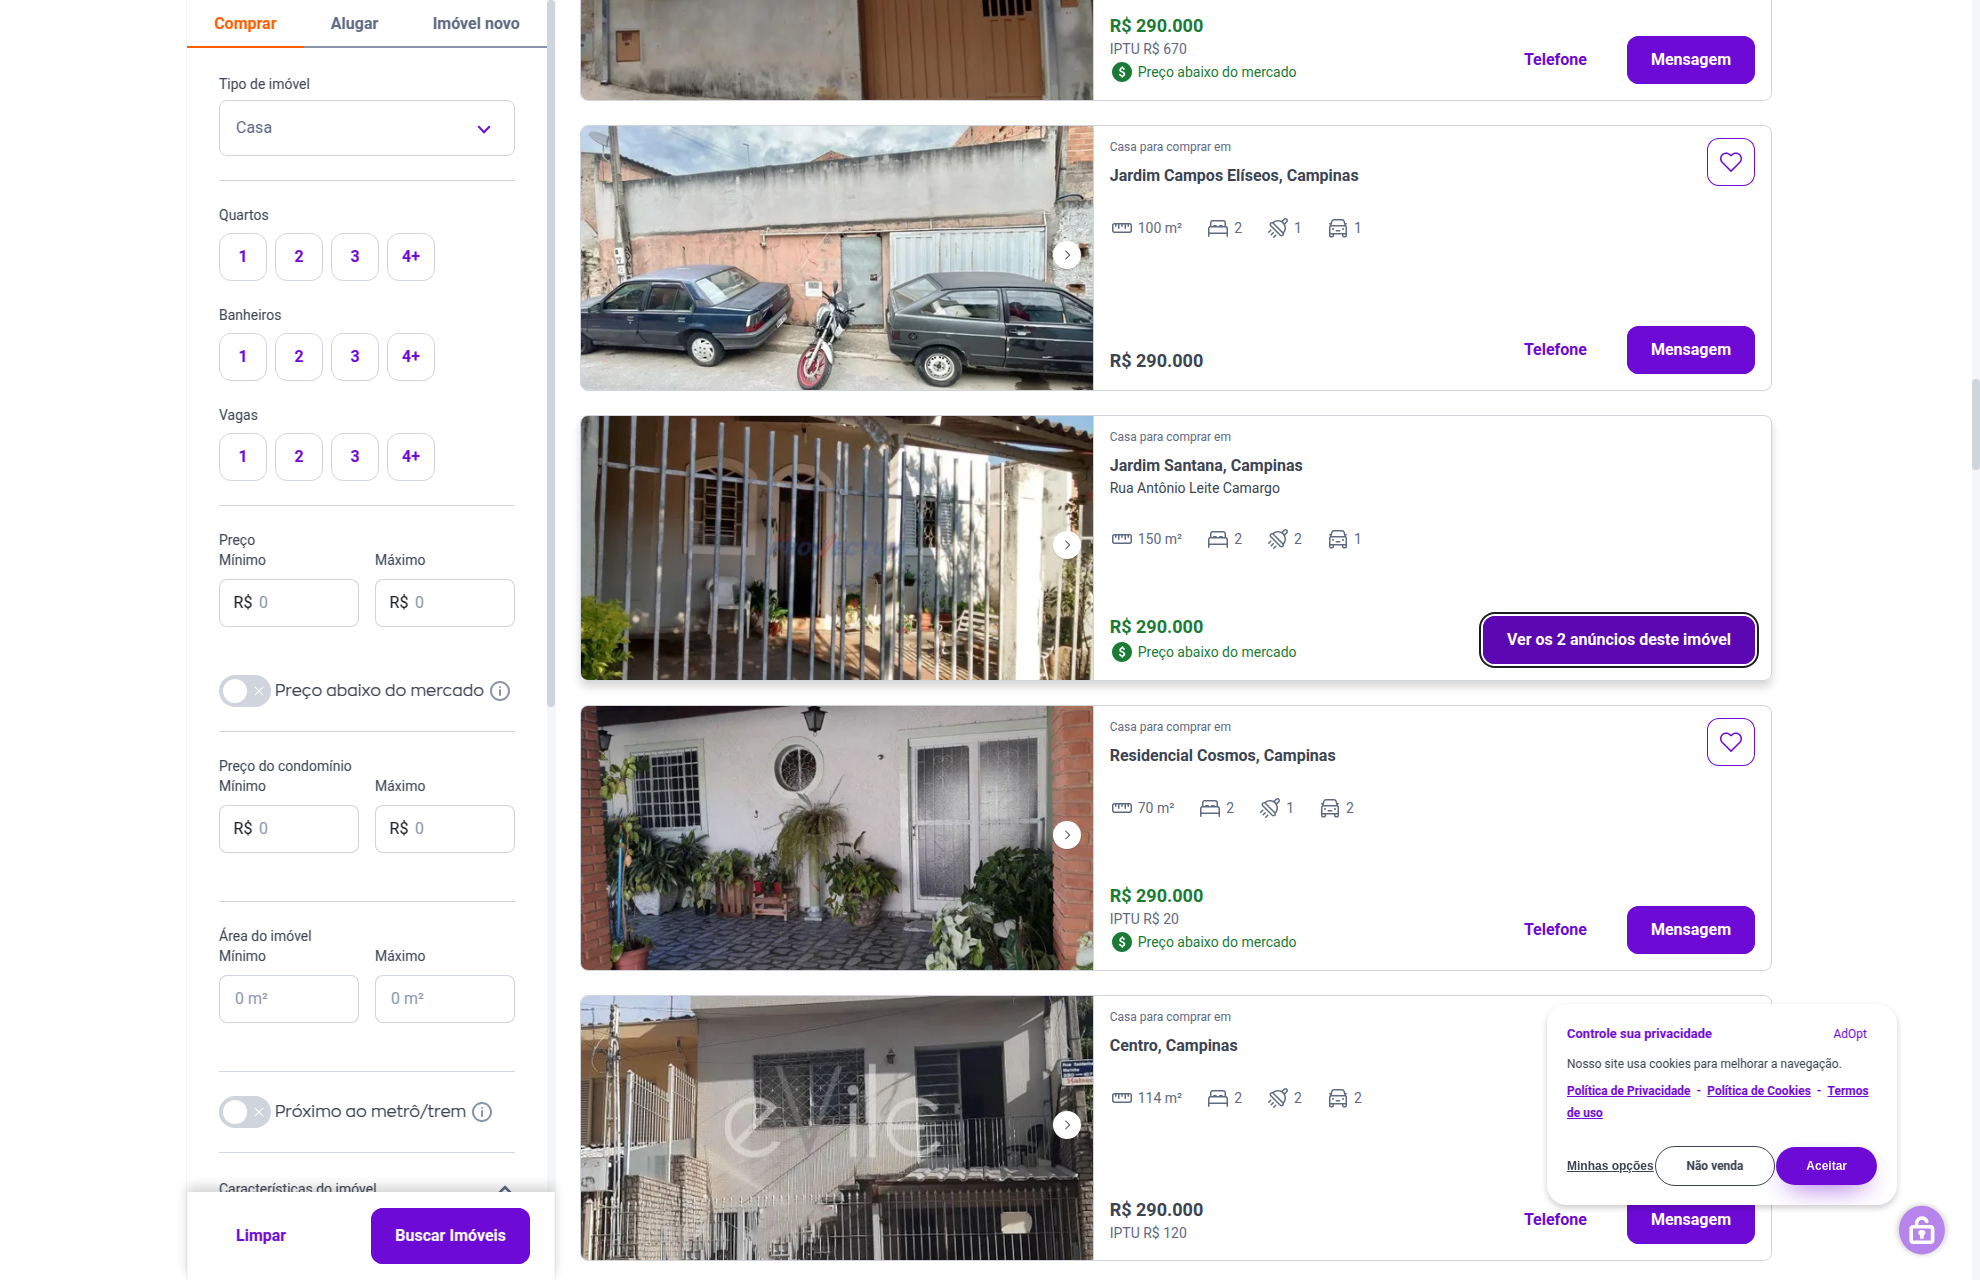 Comprar Alugar Imóvel novo
Tipo de imóvel
Casa
Quartos
1 2 3 4+
Banheiros
1 2 3 4+
Vagas
1 2 3 4+
Preço
Mínimo Máximo
R$ 0 R$ 0
Preço abaixo do mercado
Preço do condomínio
Mínimo Máximo
R$ 0 R$ 0
Área do imóvel
Mínimo Máximo
0 m² 0 m²
Próximo ao metrô/trem
Características do imóvel
Limpar Buscar Imóveis
R$ 290.000
IPTU R$ 670
Preço abaixo do mercado
Telefone Mensagem
Casa para comprar em
Jardim Campos Elíseos, Campinas
100 m² 2 1 1
R$ 290.000
Telefone Mensagem
Casa para comprar em
Jardim Santana, Campinas
Rua Antônio Leite Camargo
150 m² 2 2 1
R$ 290.000
Preço abaixo do mercado
Ver os 2 anúncios deste imóvel
Casa para comprar em
Residencial Cosmos, Campinas
70 m² 2 1 2
R$ 290.000
IPTU R$ 20
Preço abaixo do mercado
Telefone Mensagem
eVile
Casa para comprar em
Centro, Campinas
114 m² 2 2 2
R$ 290.000
IPTU R$ 120
Telefone Mensagem
Controle sua privacidade AdOpt
Nosso site usa cookies para melhorar a navegação.
Política de Privacidade - Política de Cookies - Termos
de uso
Minhas opções Não venda Aceitar